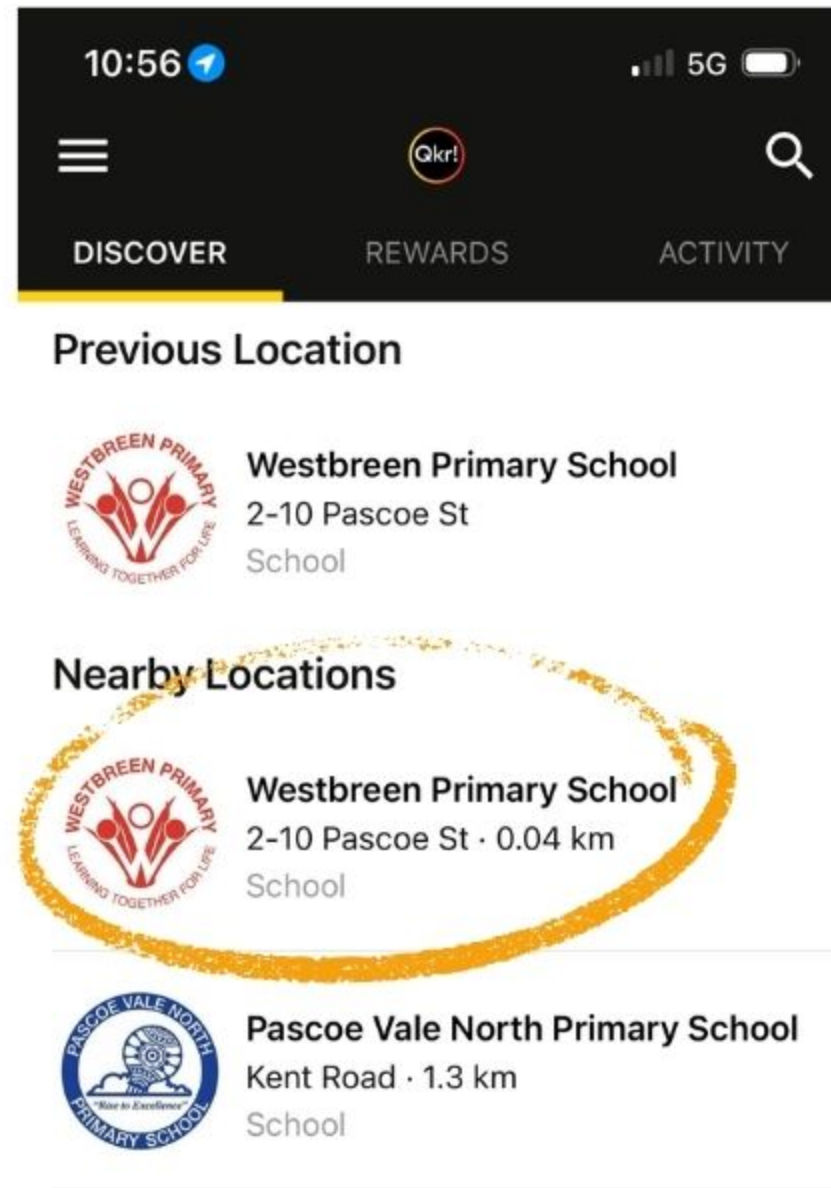 10:56
5G
Qkr!
DISCOVER
REWARDS
ACTIVITY
Previous Location
WESTBREEN PRIMARY
LEARNING TOGETHER FOR LIFE
Westbreen Primary School
2-10 Pascoe St
School
Nearby Locations
WESTBREEN PRIMARY
LEARNING TOGETHER FOR LIFE
Westbreen Primary School
2-10 Pascoe St · 0.04 km
School
PASCOE VALE NORTH
"Rise to Excellence"
PRIMARY SCHOOL
Pascoe Vale North Primary School
Kent Road · 1.3 km
School